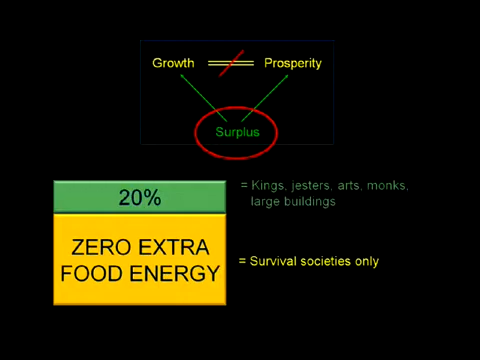 Growth
Prosperity
Surplus
20%
= Kings, jesters, arts, monks,
large buildings
ZERO EXTRA
FOOD ENERGY
= Survival societies only